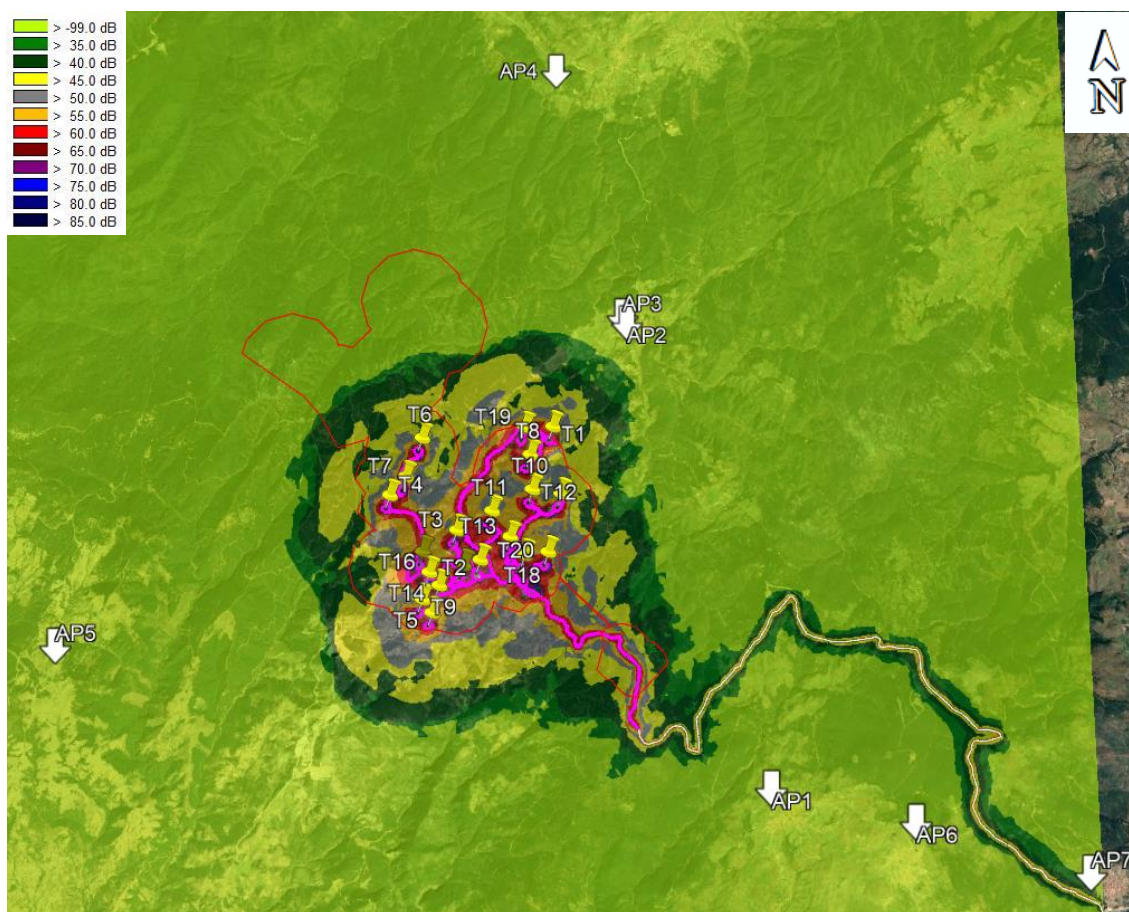 > -99.0 dB
> 35.0 dB
> 40.0 dB
> 45.0 dB
> 50.0 dB
> 55.0 dB
> 60.0 dB
> 65.0 dB
> 70.0 dB
> 75.0 dB
> 80.0 dB
> 85.0 dB
N
AP4
AP3
AP2
T6
T19
T8
T1
T7
T10
T4
T11
T12
T3
T13
T20
T16
T2
T18
T14
T9
T5
AP5
AP1
AP6
AP7